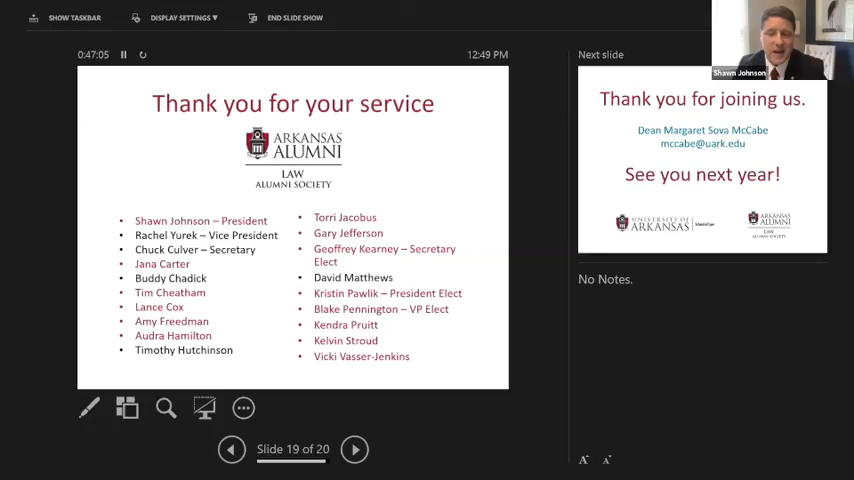 SHOW TASKBAR
DISPLAY SETTINGS ▼
END SLIDE SHOW
0:47:05
12:49 PM
Thank you for your service
ARKANSAS
ALUMNI
LAW
ALUMNI SOCIETY
• Shawn Johnson – President
• Rachel Yurek – Vice President
• Chuck Culver – Secretary
• Jana Carter
• Buddy Chadick
• Tim Cheatham
• Lance Cox
• Amy Freedman
• Audra Hamilton
• Timothy Hutchinson
• Torri Jacobus
• Gary Jefferson
• Geoffrey Kearney – Secretary
Elect
• David Matthews
• Kristin Pawlik – President Elect
• Blake Pennington – VP Elect
• Kendra Pruitt
• Kelvin Stroud
• Vicki Vasser-Jenkins
Slide 19 of 20
Next slide
Shawn Johnson
Thank you for joining us.
Dean Margaret Sova McCabe
mccabe@uark.edu
See you next year!
UNIVERSITY OF
ARKANSAS
ARKANSAS
ALUMNI
LAW
ALUMNI SOCIETY
No Notes.
A A